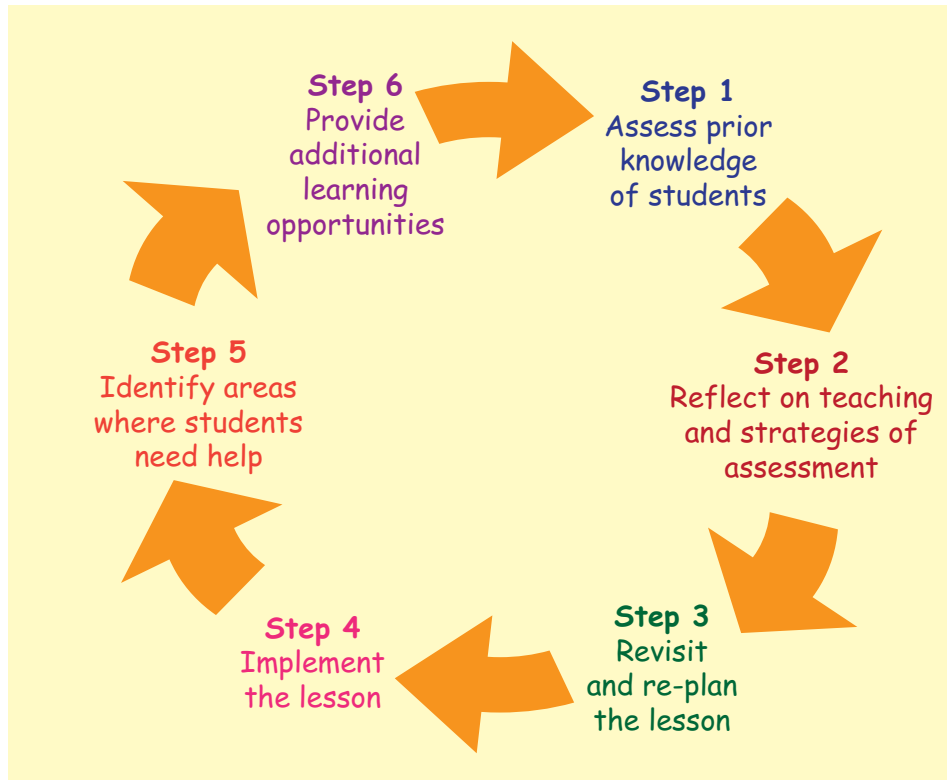 Step 1
Assess prior
knowledge
of students
Step 2
Reflect on teaching
and strategies of
assessment
Step 3
Revisit
and re-plan
the lesson
Step 4
Implement
the lesson
Step 5
Identify areas
where students
need help
Step 6
Provide
additional
learning
opportunities